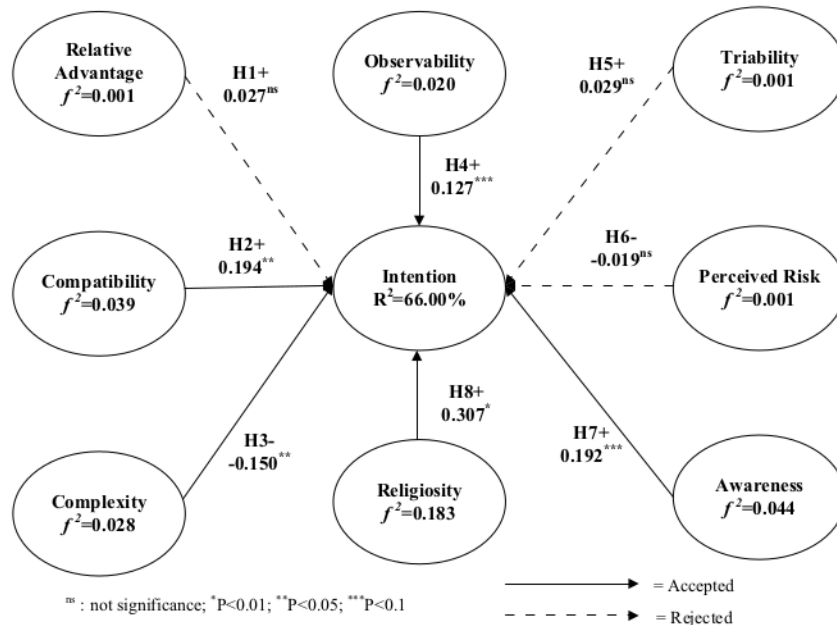 Relative
Advantage
f²=0.001
H1+
0.027ⁿˢ
Observability
f²=0.020
H5+
0.029ⁿˢ
Triability
f²=0.001
H4+
0.127***
H2+
0.194**
Compatibility
f²=0.039
Intention
R²=66.00%
H6-
-0.019ⁿˢ
Perceived Risk
f²=0.001
H3-
-0.150**
H8+
0.307*
H7+
0.192***
Complexity
f²=0.028
Religiosity
f²=0.183
Awareness
f²=0.044
ⁿˢ : not significance; *P<0.01; **P<0.05; ***P<0.1
= Accepted
= Rejected